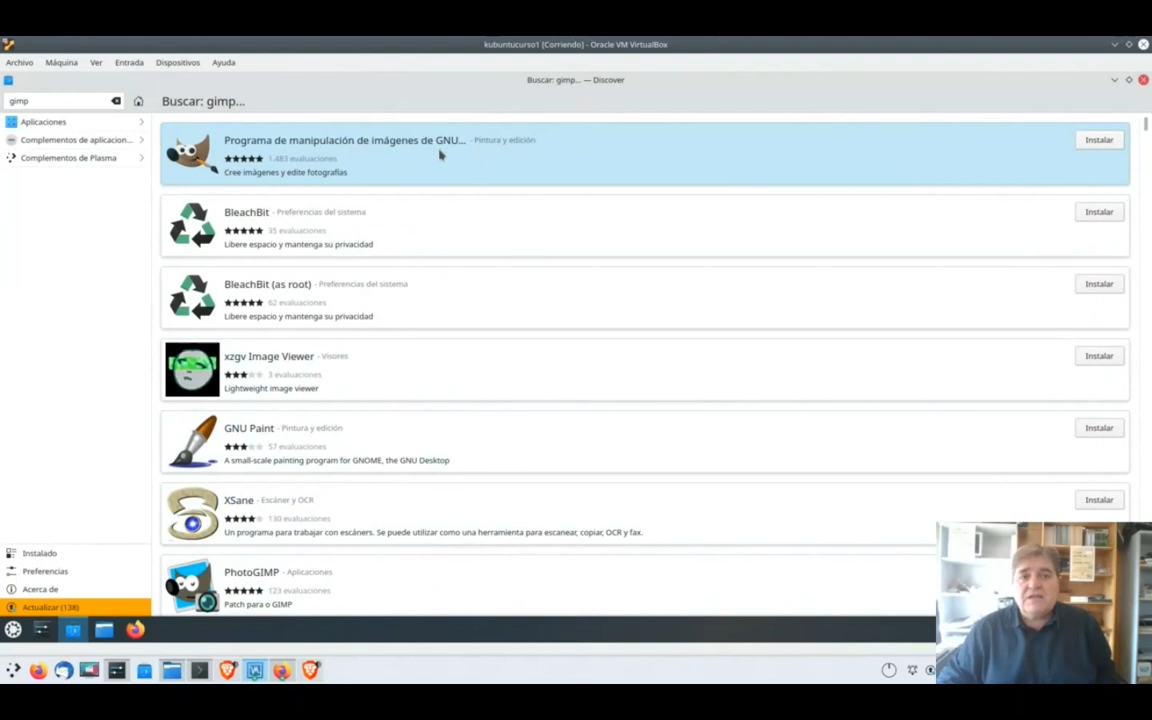 kubuntucurso1 [Corriendo] - Oracle VM VirtualBox
Archivo Máquina Ver Entrada Dispositivos Ayuda
Buscar: gimp... — Discover
gimp
Buscar: gimp...
Aplicaciones
Complementos de aplicacion...
Complementos de Plasma
Programa de manipulación de imágenes de GNU... - Pintura y edición
Instalar
1.483 evaluaciones
Cree imágenes y edite fotografías
BleachBit - Preferencias del sistema
Instalar
35 evaluaciones
Libere espacio y mantenga su privacidad
BleachBit (as root) - Preferencias del sistema
Instalar
62 evaluaciones
Libere espacio y mantenga su privacidad
xzgv Image Viewer - Visores
Instalar
3 evaluaciones
Lightweight image viewer
GNU Paint - Pintura y edición
Instalar
57 evaluaciones
A small-scale painting program for GNOME, the GNU Desktop
XSane - Escáner y OCR
Instalar
130 evaluaciones
Un programa para trabajar con escáners. Se puede utilizar como una herramienta para escanear, copiar, OCR y fax.
PhotoGIMP - Aplicaciones
123 evaluaciones
Patch para o GIMP
Instalado
Preferencias
Acerca de
Actualizar (138)